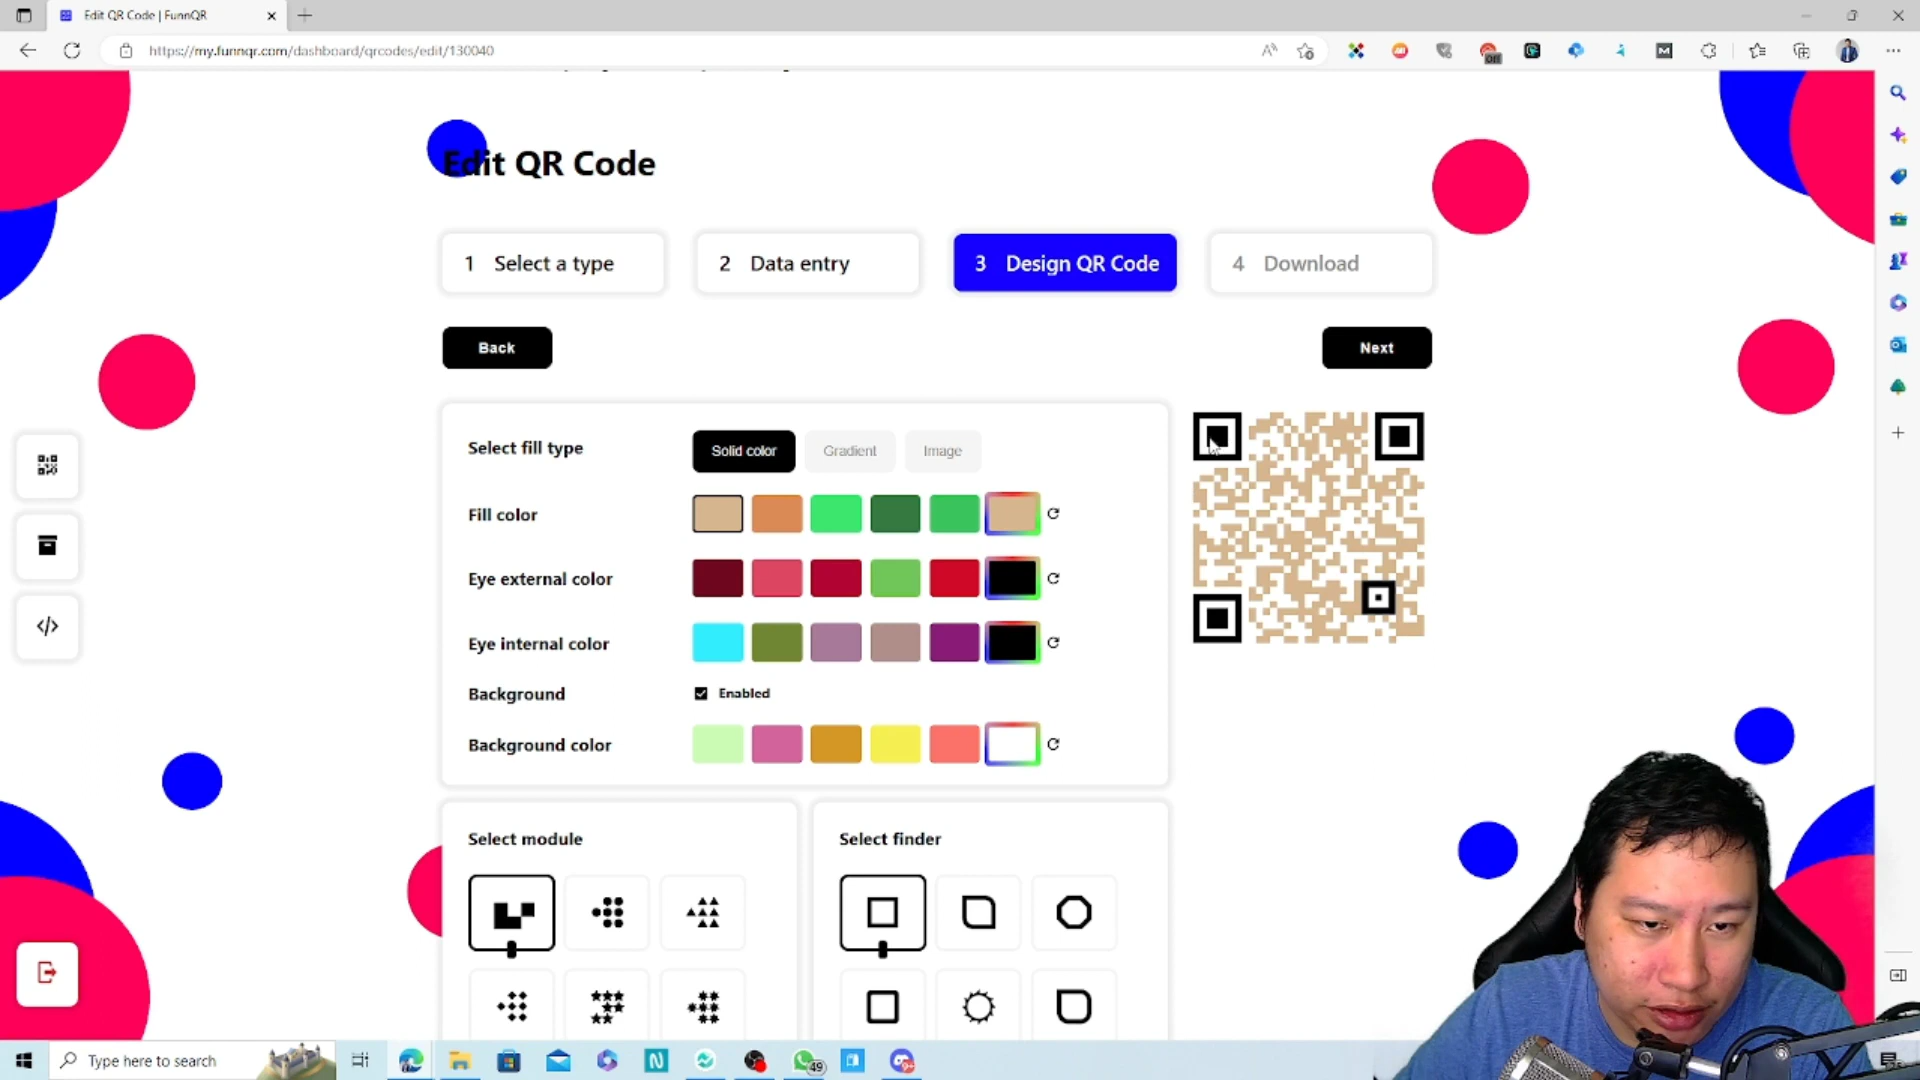 Edit QR Code | FunnQR
https://my.funnqr.com/dashboard/qrcodes/edit/130040
off
M
Edit QR Code
1 Select a type
2 Data entry
3 Design QR Code
4 Download
Back
Next
Select fill type
Solid color
Gradient
Image
Fill color
Eye external color
Eye internal color
Background
Enabled
Background color
Select module
Select finder
Type here to search
N
49